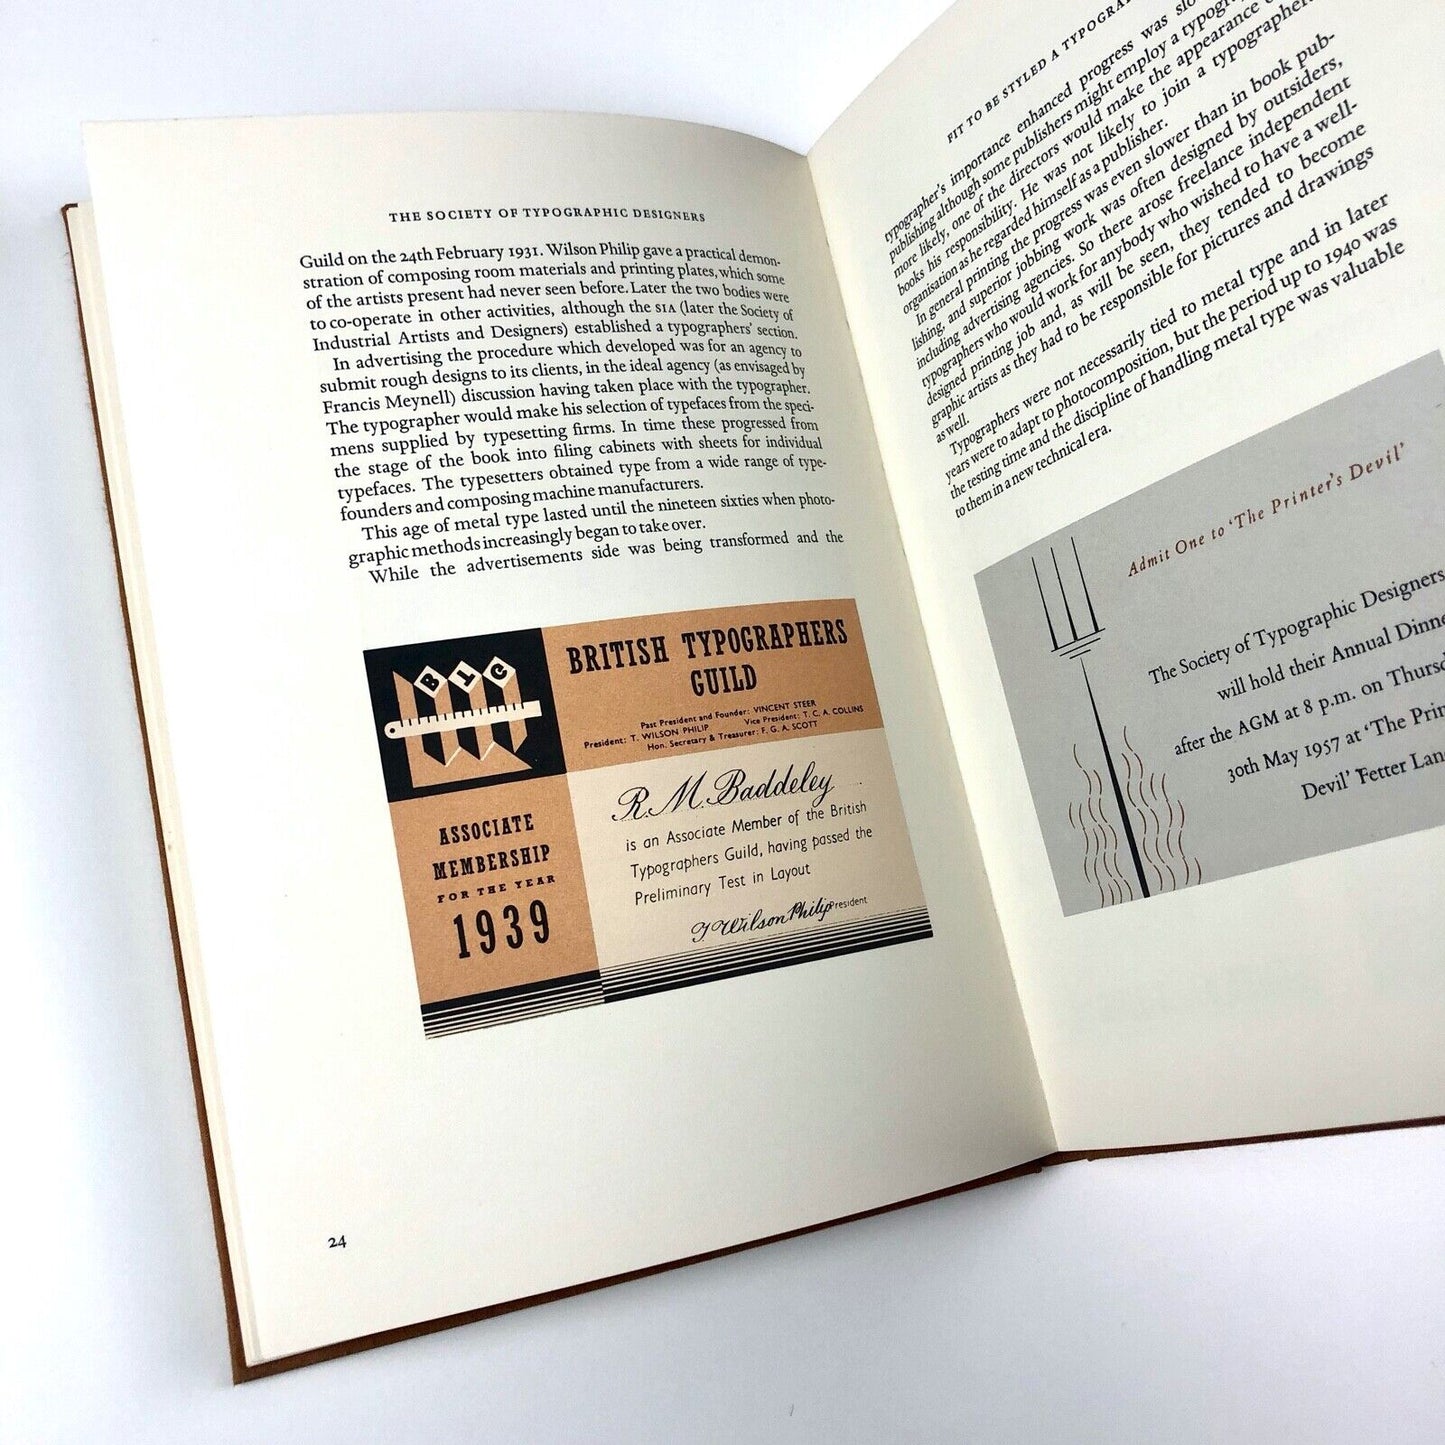 THE SOCIETY OF TYPOGRAPHIC DESIGNERS
Guild on the 24th February 1931. Wilson Philip gave a practical demon-
stration of composing room materials and printing plates, which some
of the artists present had never seen before. Later the two bodies were
to co-operate in other activities, although the SIA (later the Society of
Industrial Artists and Designers) established a typographers' section.
In advertising the procedure which developed was for an agency to
submit rough designs to its clients, in the ideal agency (as envisaged by
Francis Meynell) discussion having taken place with the typographer.
The typographer would make his selection of typefaces from the speci-
mens supplied by typesetting firms. In time these progressed from
the stage of the book into filing cabinets with sheets for individual
typefaces. The typesetters obtained type from a wide range of type-
founders and composing machine manufacturers.
This age of metal type lasted until the nineteen sixties when photo-
graphic methods increasingly began to take over.
While the advertisements side was being transformed and the
BTG
BRITISH TYPOGRAPHERS
GUILD
Past President and Founder: VINCENT STEER
President: T. WILSON PHILIP Vice President: T. C. A. COLLINS
Hon. Secretary & Treasurer: F. G. A. SCOTT
ASSOCIATE
MEMBERSHIP
FOR THE YEAR
1939
R. M. Baddeley
is an Associate Member of the British
Typographers Guild, having passed the
Preliminary Test in Layout
T. Wilson Philip President
24
FIT TO BE STYLED A
typographer's importance enhanced progress was
publishing although some publishers might employ a
more likely, one of the directors would make the appearance
books his responsibility. He was not likely to join a typographers
organisation as he regarded himself as a publisher.
In general printing the progress was even slower than in book pub-
lishing, and superior jobbing work was often designed by outsiders,
including advertising agencies. So there arose freelance independent
typographers who would work for anybody who wished to have a well-
designed printing job and, as will be seen, they tended to become
graphic artists as they had to be responsible for pictures and drawings
as well.
Typographers were not necessarily tied to metal type and in later
years were to adapt to photocomposition, but the period up to 1940 was
the testing time and the discipline of handling metal type was valuable
to them in a new technical era.
Admit One to 'The Printer's Devil'
The Society of Typographic Designers
will hold their Annual
after the AGM at 8 p.m. on
30th May 1957 at 'The
Devil' Fetter